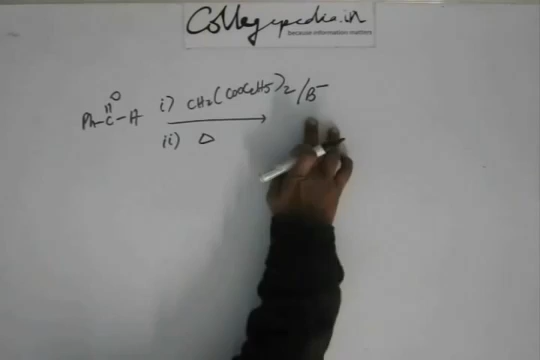 Collegepedia.in
because information matters
i) CH2(COOC2H5)2/B⁻
Ph-C-H
O
ii) △